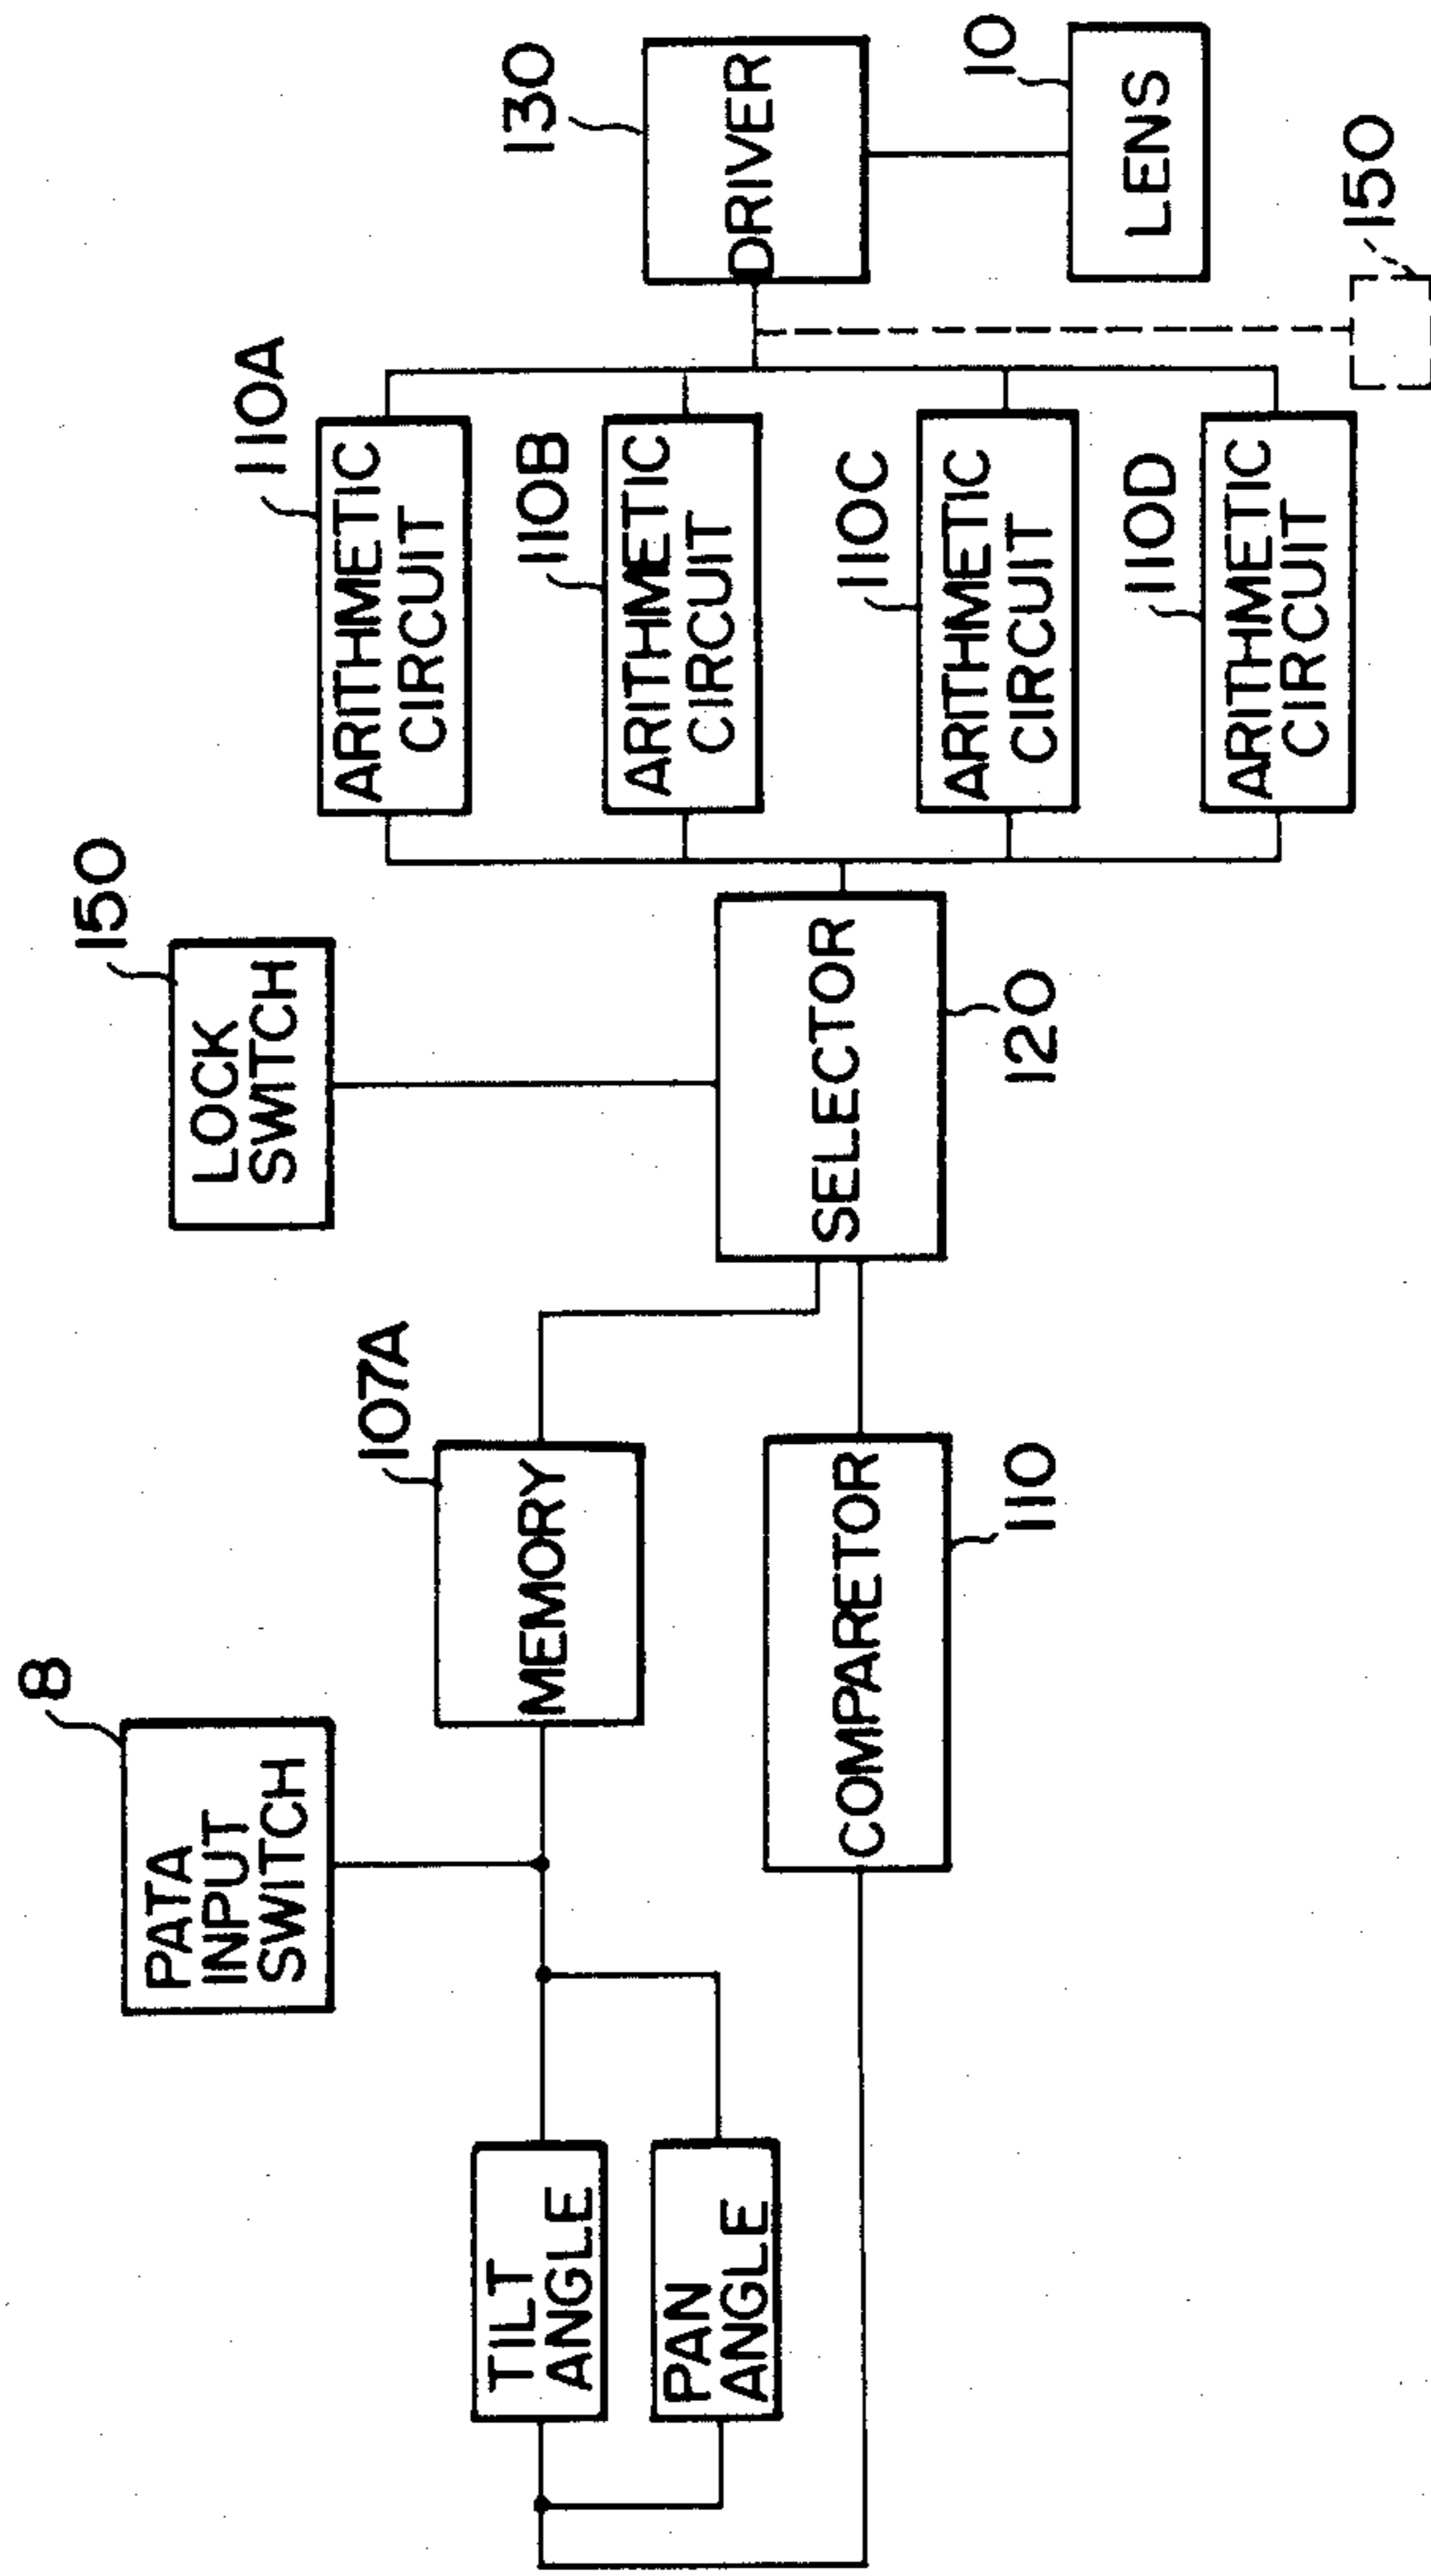 8
PATA
INPUT
SWITCH
TILT
ANGLE
PAN
ANGLE
107A
MEMORY
COMPARETOR
110
150
LOCK
SWITCH
SELECTOR
120
110A
ARITHMETIC
CIRCUIT
110B
ARITHMETIC
CIRCUIT
110C
ARITHMETIC
CIRCUIT
110D
ARITHMETIC
CIRCUIT
130
DRIVER
10
LENS
150